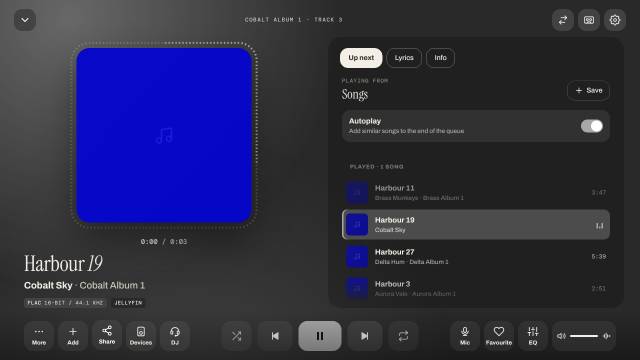 COBALT ALBUM 1 · TRACK 3
0:00 / 0:03
Harbour 19
Cobalt Sky · Cobalt Album 1
FLAC 16-BIT / 44.1 KHZ JELLYFIN
Up next Lyrics Info
PLAYING FROM
Songs
Save
Autoplay
Add similar songs to the end of the queue
PLAYED · 1 SONG
Harbour 11
Brass Monkeys · Brass Album 1
3:47
Harbour 19
Cobalt Sky
Harbour 27
Delta Hum · Delta Album 1
5:39
Harbour 3
Aurora Vale · Aurora Album 1
2:51
More Add Share Devices DJ
Mic Favourite EQ